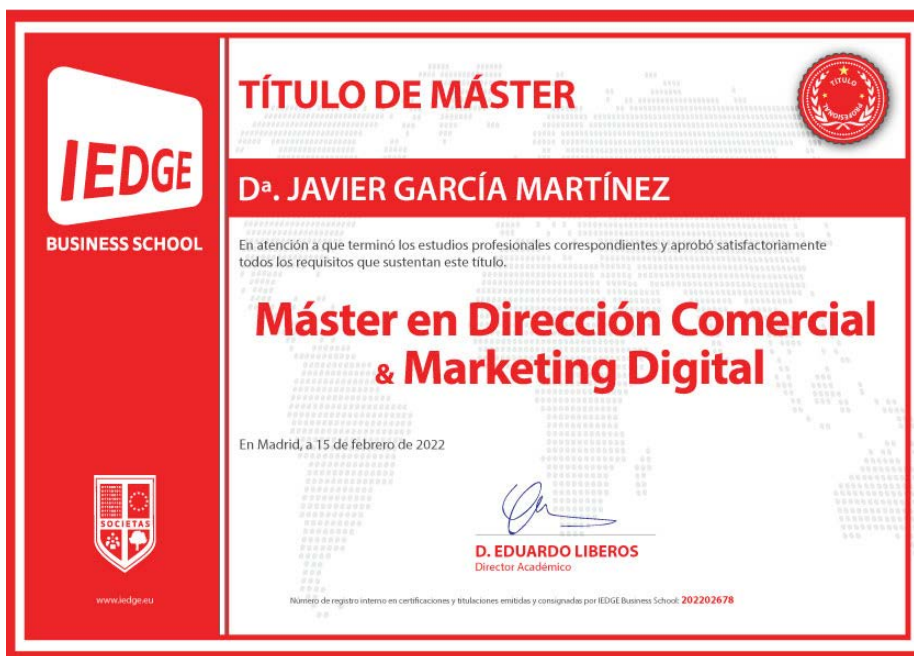 IEDGE
BUSINESS SCHOOL
TÍTULO DE MÁSTER
TÍTULO
PROFESIONAL
Dª. JAVIER GARCÍA MARTÍNEZ
En atención a que terminó los estudios profesionales correspondientes y aprobó satisfactoriamente
todos los requisitos que sustentan este título.
Máster en Dirección Comercial
& Marketing Digital
En Madrid, a 15 de febrero de 2022
D. EDUARDO LIBEROS
Director Académico
SOCIETAS
www.iedge.eu
Número de registro interno en certificaciones y titulaciones emitidas y consignadas por IEDGE Business School: 202202678